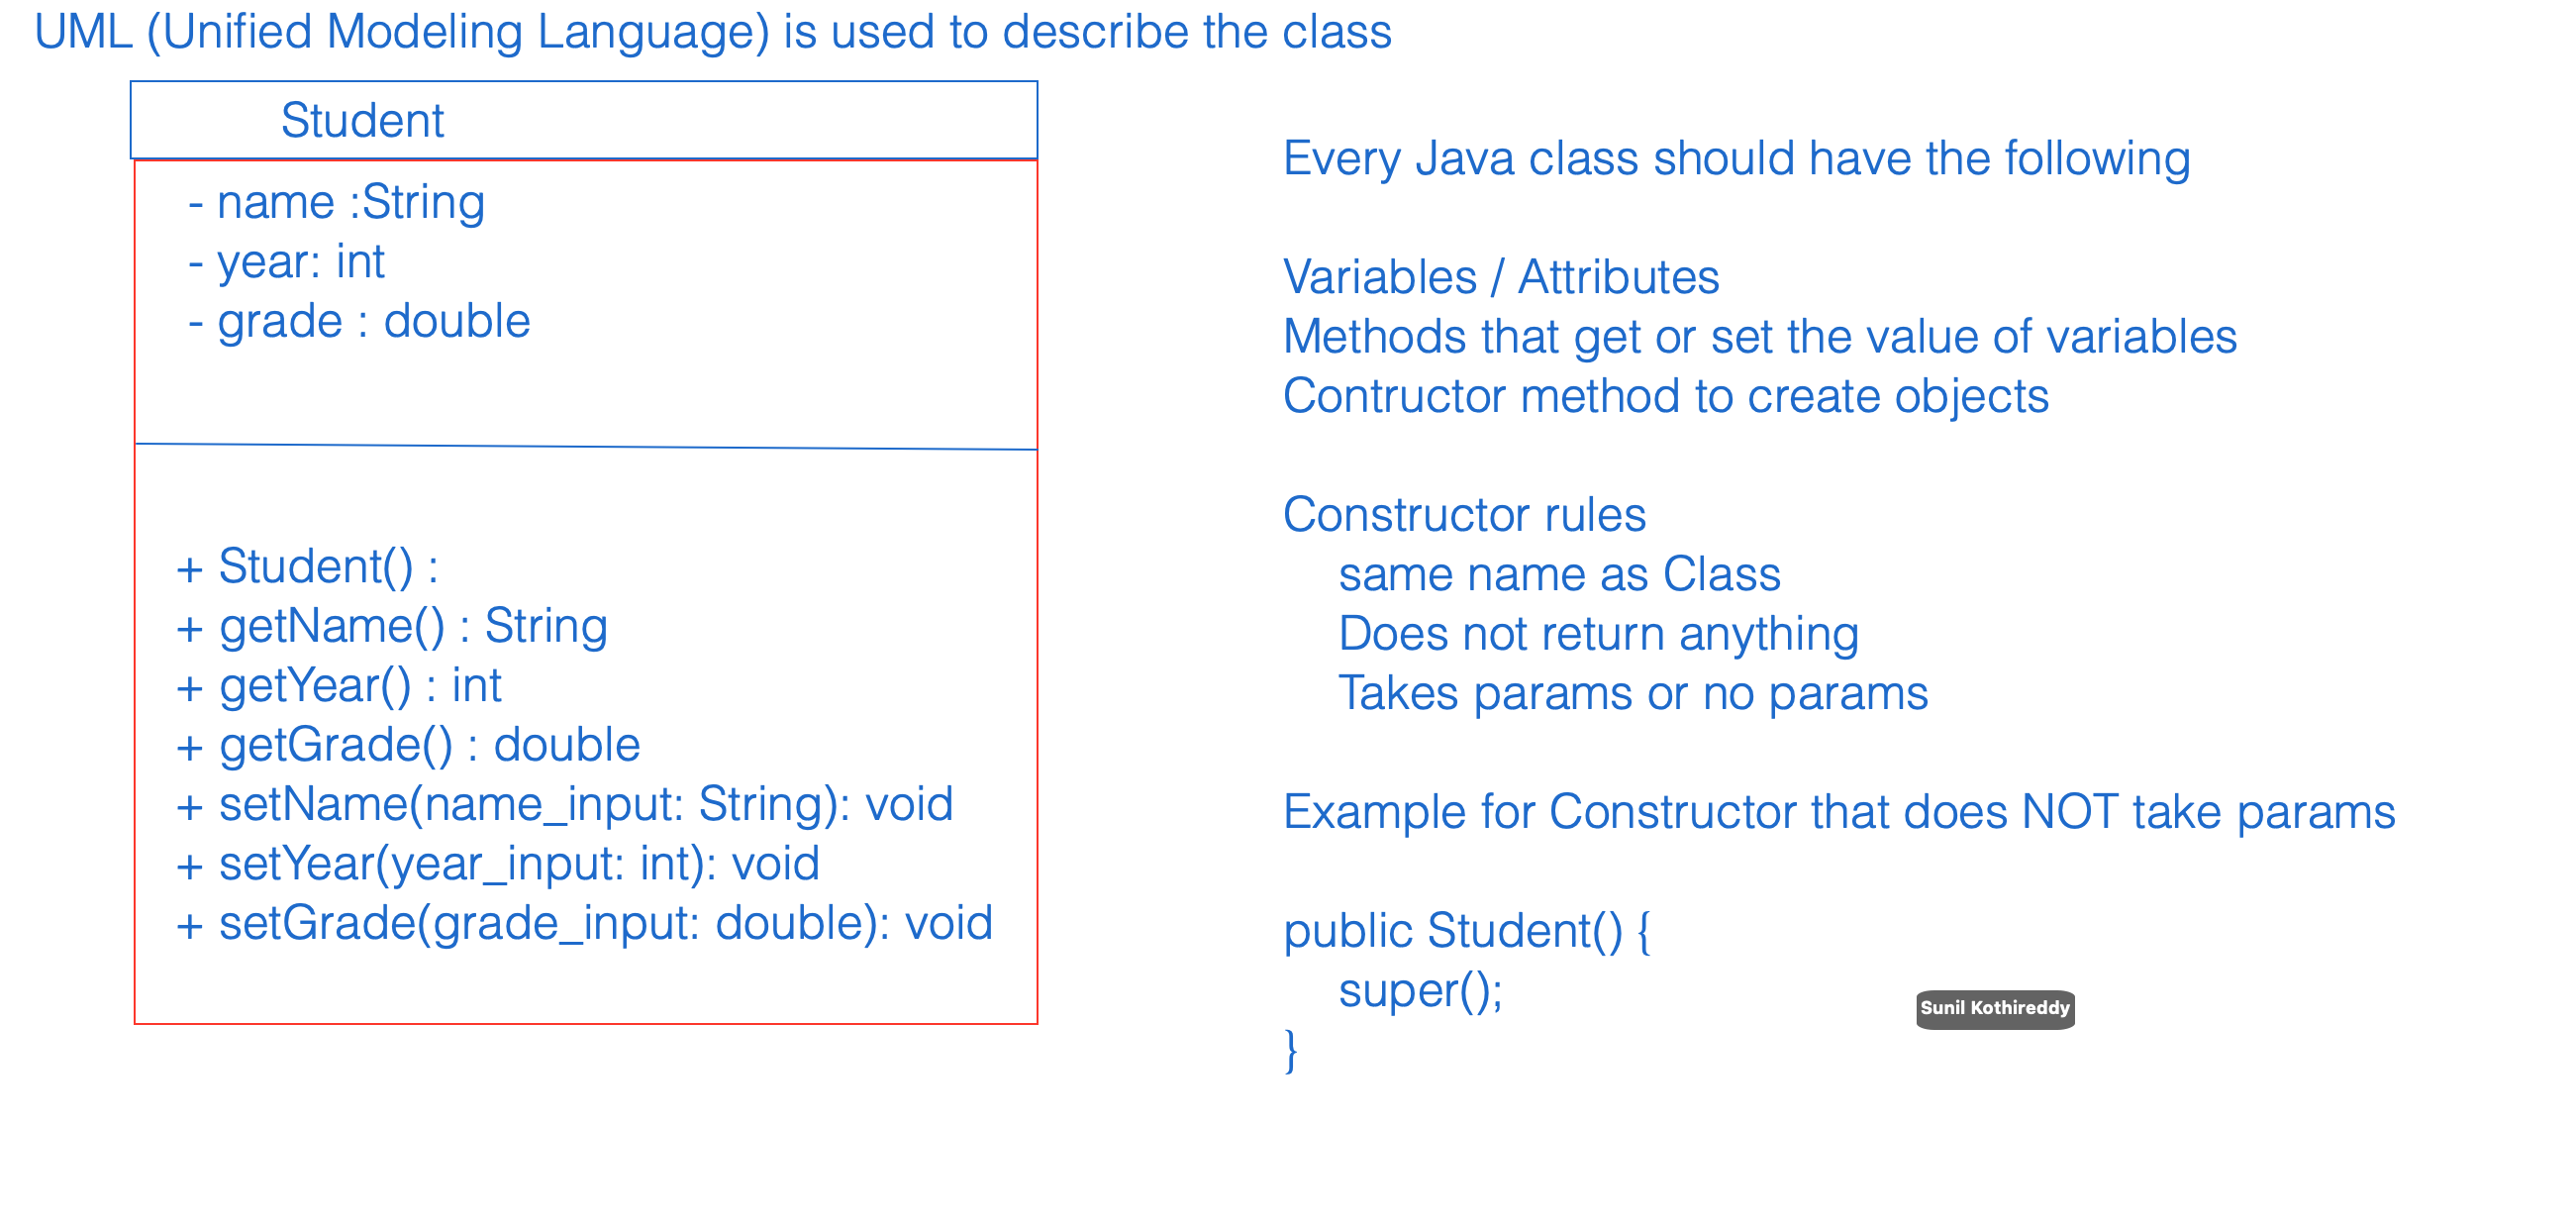 UML (Unified Modeling Language) is used to describe the class
Student
- name :String
- year: int
- grade : double
+ Student() :
+ getName() : String
+ getYear() : int
+ getGrade() : double
+ setName(name_input: String): void
+ setYear(year_input: int): void
+ setGrade(grade_input: double): void
Every Java class should have the following
Variables / Attributes
Methods that get or set the value of variables
Contructor method to create objects
Constructor rules
same name as Class
Does not return anything
Takes params or no params
Example for Constructor that does NOT take params
public Student() {
super();
}
Sunil Kothireddy